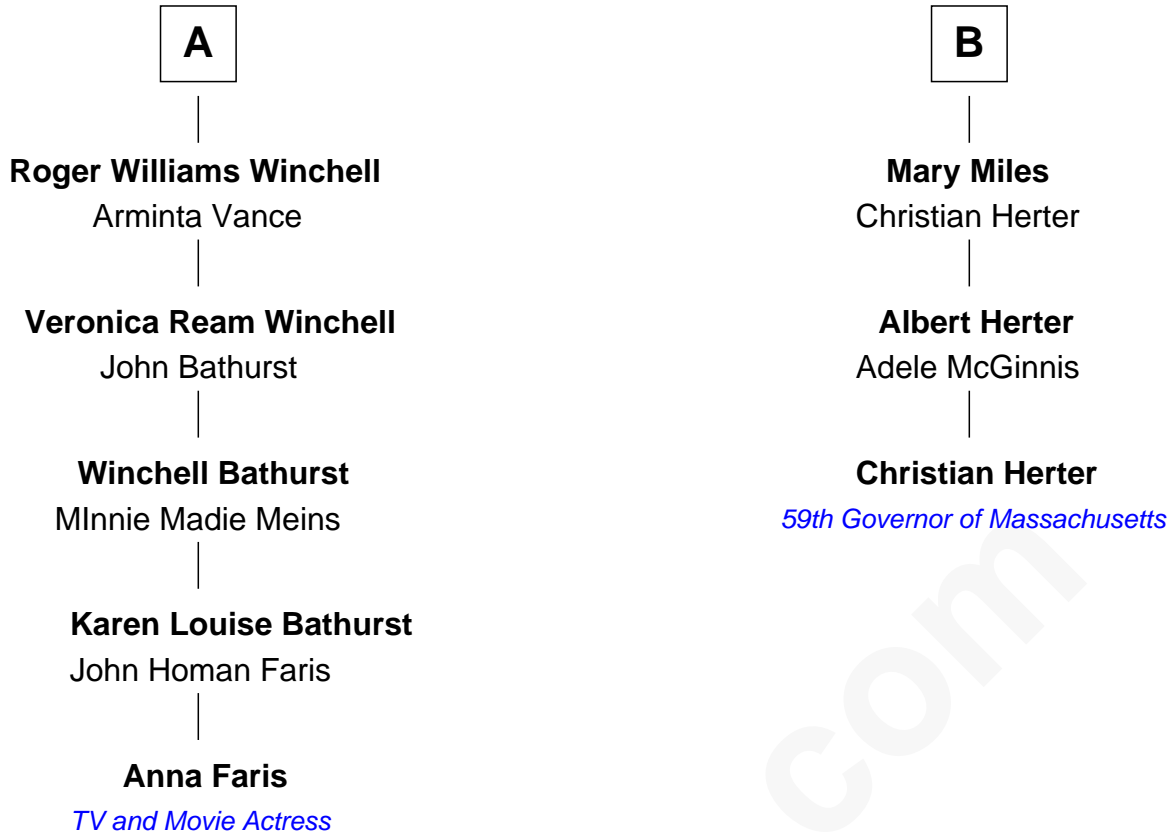 A
Roger Williams Winchell
Arminta Vance
Veronica Ream Winchell
John Bathurst
Winchell Bathurst
MInnie Madie Meins
Karen Louise Bathurst
John Homan Faris
Anna Faris
TV and Movie Actress
B
Mary Miles
Christian Herter
Albert Herter
Adele McGinnis
Christian Herter
59th Governor of Massachusetts
com